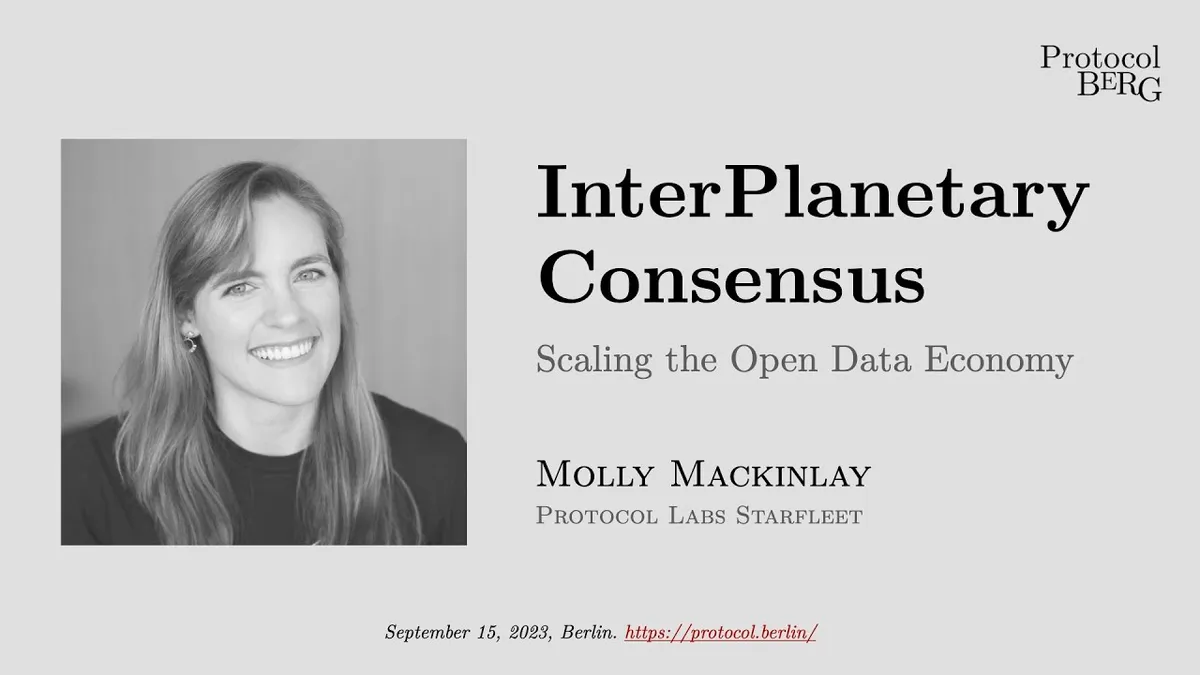 Protocol
BERG
InterPlanetary
Consensus
Scaling the Open Data Economy
Molly Mackinlay
Protocol Labs Starfleet
September 15, 2023, Berlin. https://protocol.berlin/